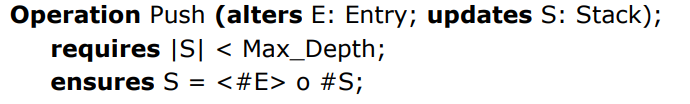 Operation Push (alters E: Entry; updates S: Stack);
requires |S| < Max_Depth;
ensures S = <#E> o #S;